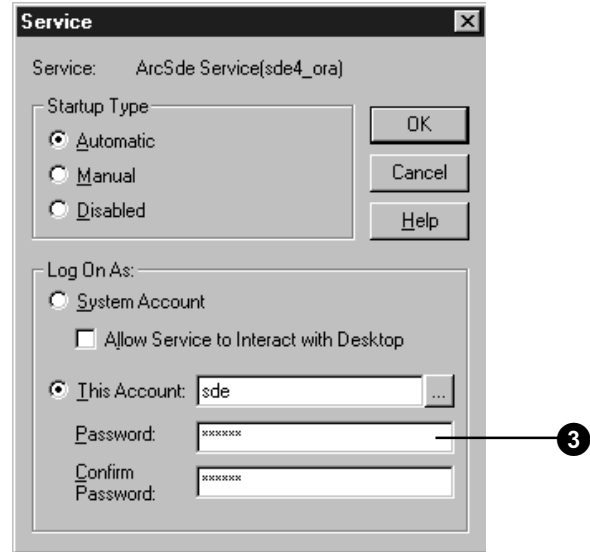 Service
Service: ArcSde Service(sde4_ora)
Startup Type
Automatic
Manual
Disabled
OK
Cancel
Help
Log On As:
System Account
Allow Service to Interact with Desktop
This Account: sde ...
Password: ******
3
Confirm
Password: ******